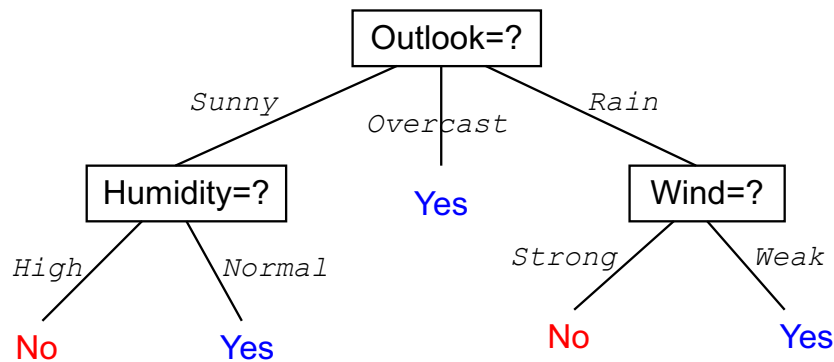 Outlook=?
Sunny
Overcast
Rain
Humidity=?
Yes
Wind=?
High
Normal
Strong
Weak
No
Yes
No
Yes